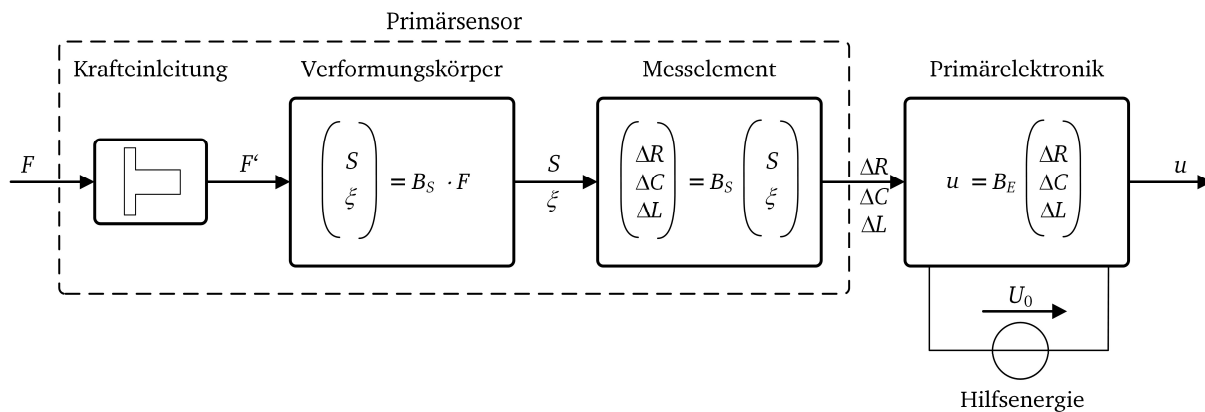 Primärsensor
Krafteinleitung
Verformungskörper
Messelement
Primärelektronik
F
F‘
S
ξ
= B_S · F
S
ξ
ΔR
ΔC
ΔL
= B_S
S
ξ
ΔR
ΔC
ΔL
u = B_E
ΔR
ΔC
ΔL
u
U_0
Hilfsenergie